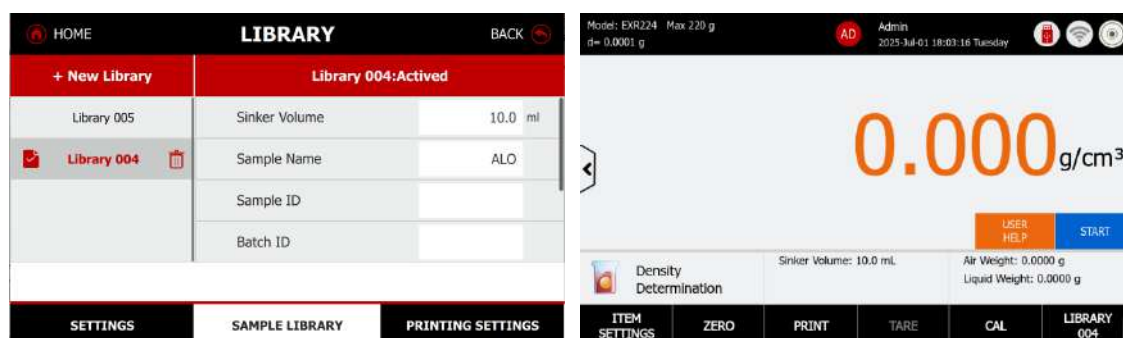 HOME
LIBRARY
BACK
+ New Library
Library 004:Actived
Library 005
Sinker Volume
10.0 ml
Library 004
Sample Name
ALO
Sample ID
Batch ID
SETTINGS
SAMPLE LIBRARY
PRINTING SETTINGS
Model: EXR224 Max 220 g
d= 0.0001 g
AD
Admin
2025-Jul-01 18:03:16 Tuesday
0.000 g/cm³
USER
HELP
START
Density
Determination
Sinker Volume: 10.0 mL
Air Weight: 0.0000 g
Liquid Weight: 0.0000 g
ITEM
SETTINGS
ZERO
PRINT
TARE
CAL
LIBRARY
004